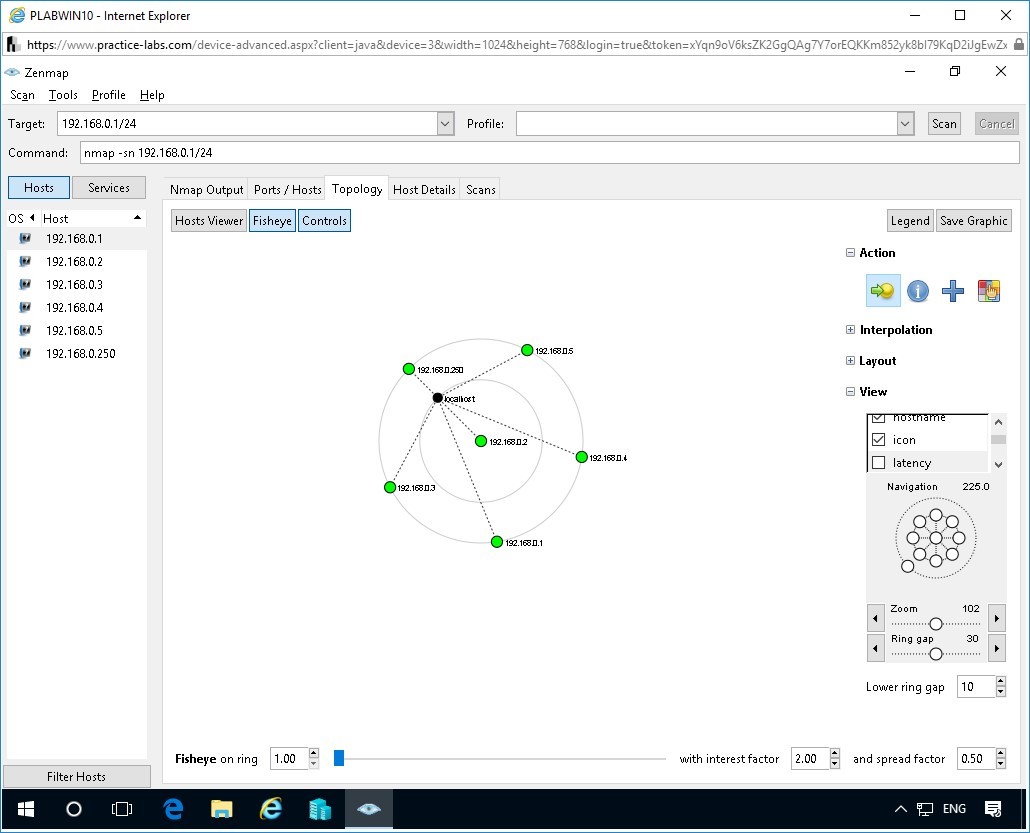 PLABWIN10 - Internet Explorer
https://www.practice-labs.com/device-advanced.aspx?client=java&device=3&width=1024&height=768&login=true&token=xYqn9oV6ksZK2GgQAg7Y7orEQKKm852yk8bl79KqD2iJgEwZx
Zenmap
Scan Tools Profile Help
Target: 192.168.0.1/24 Profile: Scan Cancel
Command: nmap -sn 192.168.0.1/24
Hosts Services
Nmap Output Ports / Hosts Topology Host Details Scans
OS Host
192.168.0.1
192.168.0.2
192.168.0.3
192.168.0.4
192.168.0.5
192.168.0.250
Filter Hosts
Hosts Viewer Fisheye Controls Legend Save Graphic
192.168.0.5
192.168.0.250
localhost
192.168.0.2
192.168.0.4
192.168.0.3
192.168.0.1
Action
Interpolation
Layout
View
hostname
icon
latency
Navigation 225.0
Zoom 102
Ring gap 30
Lower ring gap 10
Fisheye on ring 1.00 with interest factor 2.00 and spread factor 0.50
ENG